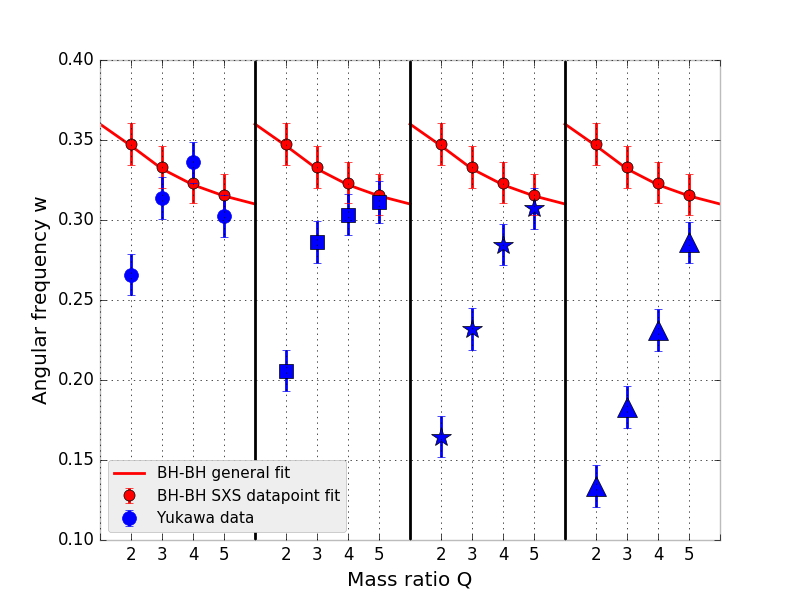 Angular frequency w
0.40
0.35
0.30
0.25
0.20
0.15
0.10
BH-BH general fit
BH-BH SXS datapoint fit
Yukawa data
2 3 4 5 2 3 4 5 2 3 4 5 2 3 4 5
Mass ratio Q